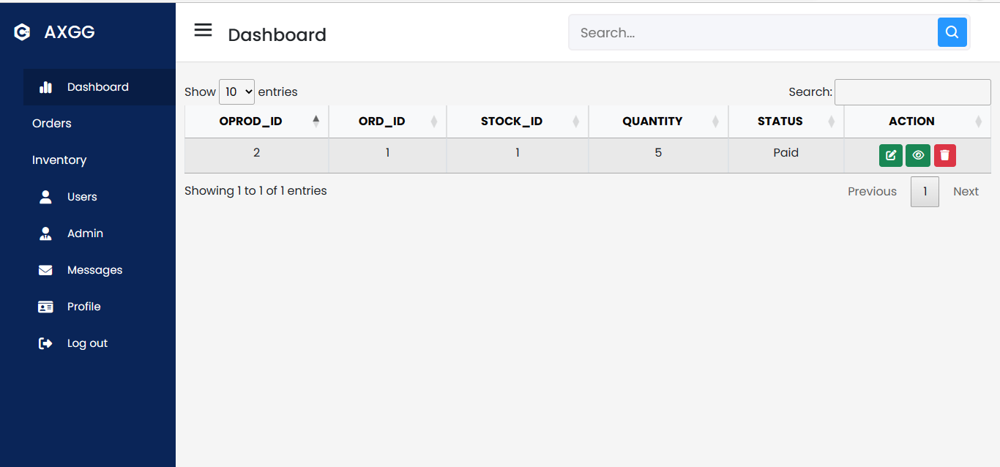 AXGG
Dashboard
Orders
Inventory
Users
Admin
Messages
Profile
Log out
Dashboard
Search...
Show 10 entries
Search:
OPROD_ID ORD_ID STOCK_ID QUANTITY STATUS ACTION
2 1 1 5 Paid
Showing 1 to 1 of 1 entries
Previous 1 Next